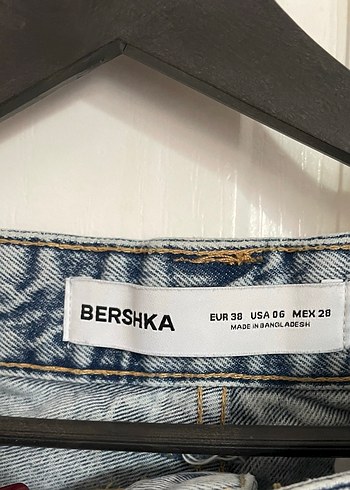 BERSHKA
EUR 38 USA 06 MEX 28
MADE IN BANGLADESH